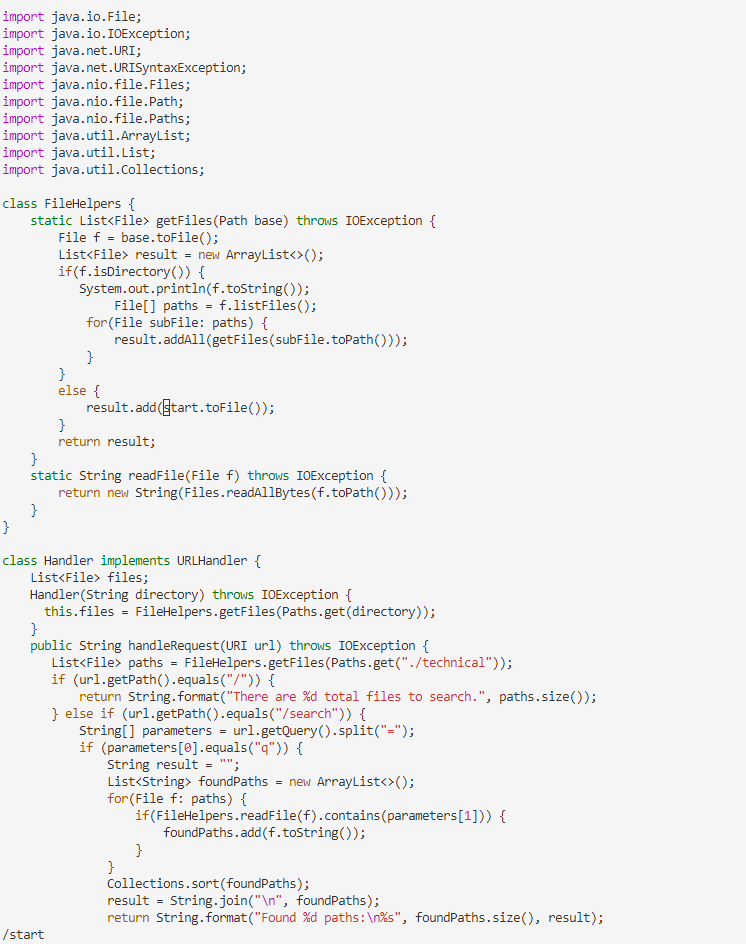 import java.io.File;
import java.io.IOException;
import java.net.URI;
import java.net.URISyntaxException;
import java.nio.file.Files;
import java.nio.file.Path;
import java.nio.file.Paths;
import java.util.ArrayList;
import java.util.List;
import java.util.Collections;

class FileHelpers {
    static List<File> getFiles(Path base) throws IOException {
        File f = base.toFile();
        List<File> result = new ArrayList<>();
        if(f.isDirectory()) {
           System.out.println(f.toString());
                File[] paths = f.listFiles();
            for(File subFile: paths) {
                result.addAll(getFiles(subFile.toPath()));
            }
        }
        else {
            result.add(start.toFile());
        }
        return result;
    }
    static String readFile(File f) throws IOException {
        return new String(Files.readAllBytes(f.toPath()));
    }
}

class Handler implements URLHandler {
    List<File> files;
    Handler(String directory) throws IOException {
      this.files = FileHelpers.getFiles(Paths.get(directory));
    }
    public String handleRequest(URI url) throws IOException {
       List<File> paths = FileHelpers.getFiles(Paths.get("./technical"));
       if (url.getPath().equals("/")) {
           return String.format("There are %d total files to search.", paths.size());
       } else if (url.getPath().equals("/search")) {
           String[] parameters = url.getQuery().split("=");
           if (parameters[0].equals("q")) {
               String result = "";
               List<String> foundPaths = new ArrayList<>();
               for(File f: paths) {
                   if(FileHelpers.readFile(f).contains(parameters[1])) {
                       foundPaths.add(f.toString());
                   }
               }
               Collections.sort(foundPaths);
               result = String.join("\n", foundPaths);
               return String.format("Found %d paths:\n%s", foundPaths.size(), result);
/start